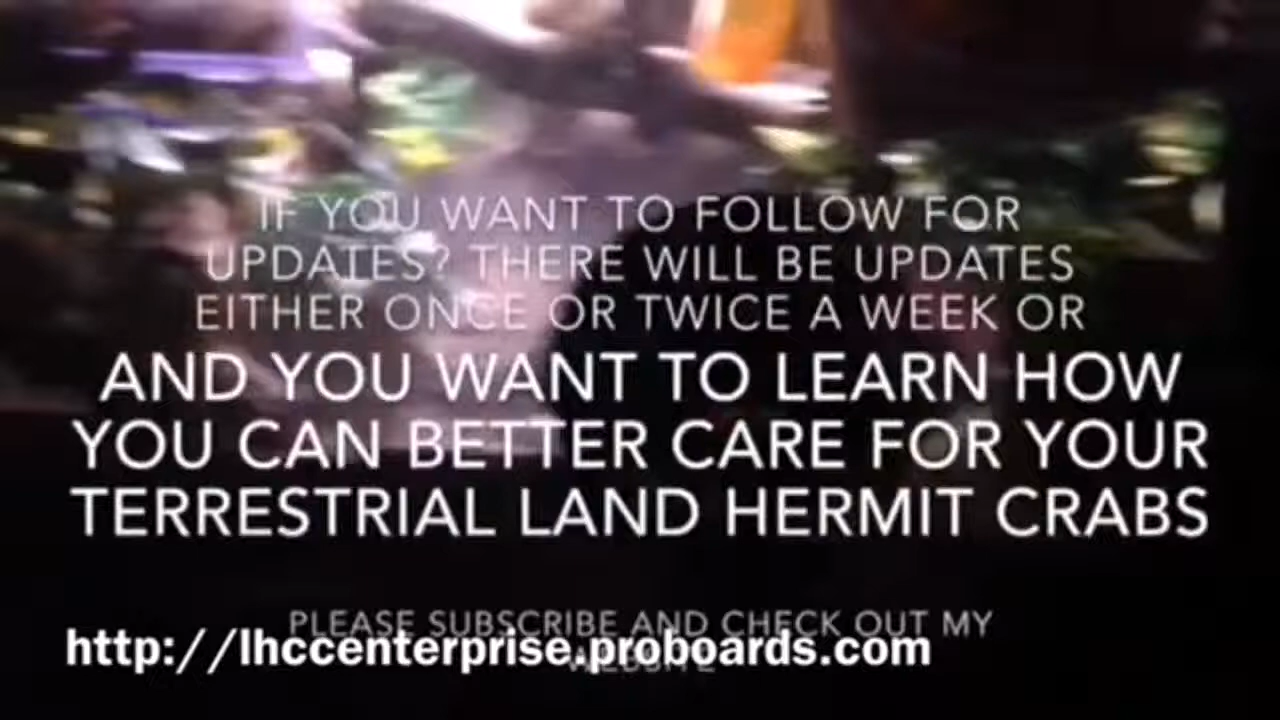 IF YOU WANT TO FOLLOW FOR
UPDATES? THERE WILL BE UPDATES
EITHER ONCE OR TWICE A WEEK OR
AND YOU WANT TO LEARN HOW
YOU CAN BETTER CARE FOR YOUR
TERRESTRIAL LAND HERMIT CRABS
PLEASE SUBSCRIBE AND CHECK OUT MY
WEBSITE
http://lhccenterprise.proboards.com